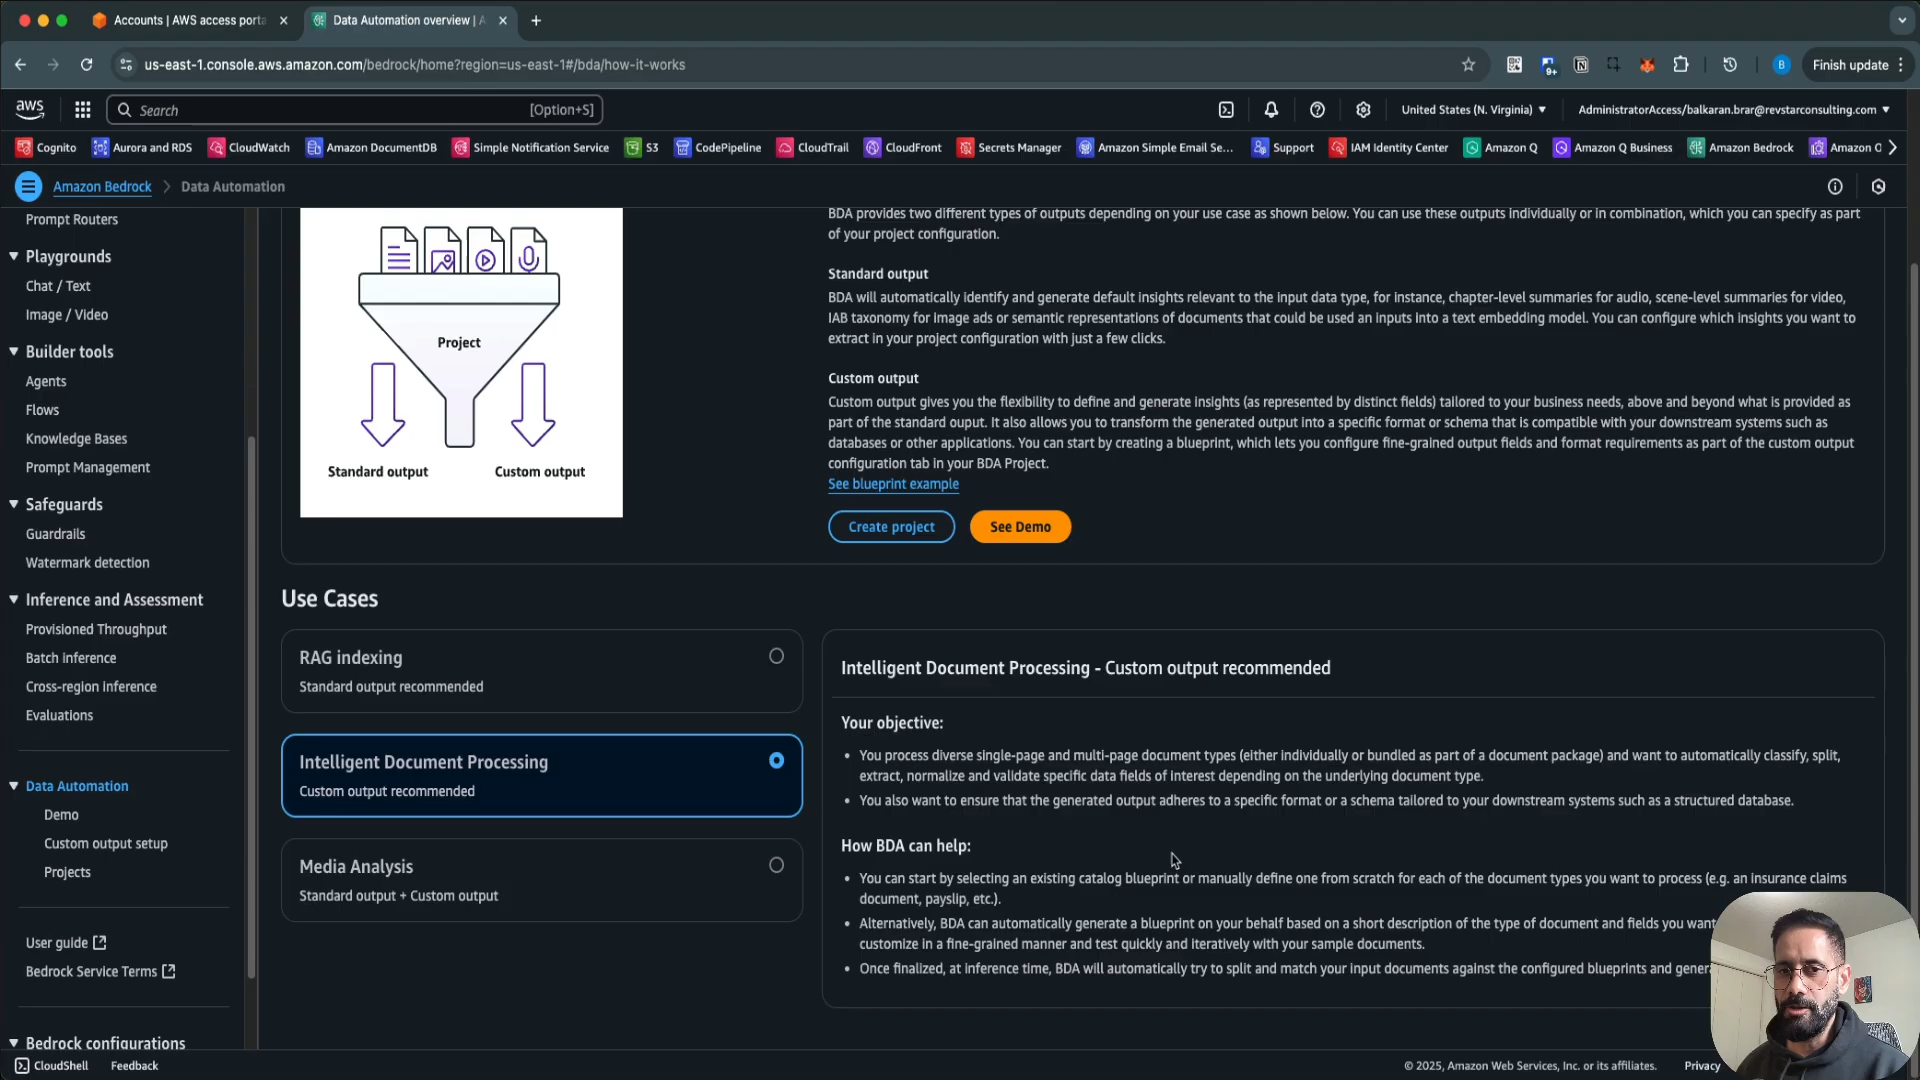 Accounts | AWS access porta
Data Automation overview | A
us-east-1.console.aws.amazon.com/bedrock/home?region=us-east-1#/bda/how-it-works
9+
B
Finish update
aws
Search
[Option+S]
United States (N. Virginia)
AdministratorAccess/balkaran.brar@revstarconsulting.com
Cognito
Aurora and RDS
CloudWatch
Amazon DocumentDB
Simple Notification Service
S3
CodePipeline
CloudTrail
CloudFront
Secrets Manager
Amazon Simple Email Se...
Support
IAM Identity Center
Amazon Q
Amazon Q Business
Amazon Bedrock
Amazon O
Amazon Bedrock
Data Automation
Prompt Routers
Playgrounds
Chat / Text
Image / Video
Builder tools
Agents
Flows
Knowledge Bases
Prompt Management
Safeguards
Guardrails
Watermark detection
Inference and Assessment
Provisioned Throughput
Batch inference
Cross-region inference
Evaluations
Data Automation
Demo
Custom output setup
Projects
User guide
Bedrock Service Terms
Bedrock configurations
Project
Standard output
Custom output
BDA provides two different types of outputs depending on your use case as shown below. You can use these outputs individually or in combination, which you can specify as part
of your project configuration.
Standard output
BDA will automatically identify and generate default insights relevant to the input data type, for instance, chapter-level summaries for audio, scene-level summaries for video,
IAB taxonomy for image ads or semantic representations of documents that could be used an inputs into a text embedding model. You can configure which insights you want to
extract in your project configuration with just a few clicks.
Custom output
Custom output gives you the flexibility to define and generate insights (as represented by distinct fields) tailored to your business needs, above and beyond what is provided as
part of the standard ouput. It also allows you to transform the generated output into a specific format or schema that is compatible with your downstream systems such as
databases or other applications. You can start by creating a blueprint, which lets you configure fine-grained output fields and format requirements as part of the custom output
configuration tab in your BDA Project.
See blueprint example
Create project
See Demo
Use Cases
RAG indexing
Standard output recommended
Intelligent Document Processing
Custom output recommended
Media Analysis
Standard output + Custom output
Intelligent Document Processing - Custom output recommended
Your objective:
• You process diverse single-page and multi-page document types (either individually or bundled as part of a document package) and want to automatically classify, split,
extract, normalize and validate specific data fields of interest depending on the underlying document type.
• You also want to ensure that the generated output adheres to a specific format or a schema tailored to your downstream systems such as a structured database.
How BDA can help:
• You can start by selecting an existing catalog blueprint or manually define one from scratch for each of the document types you want to process (e.g. an insurance claims
document, payslip, etc.).
• Alternatively, BDA can automatically generate a blueprint on your behalf based on a short description of the type of document and fields you want
customize in a fine-grained manner and test quickly and iteratively with your sample documents.
• Once finalized, at inference time, BDA will automatically try to split and match your input documents against the configured blueprints and gener
CloudShell
Feedback
© 2025, Amazon Web Services, Inc. or its affiliates.
Privacy